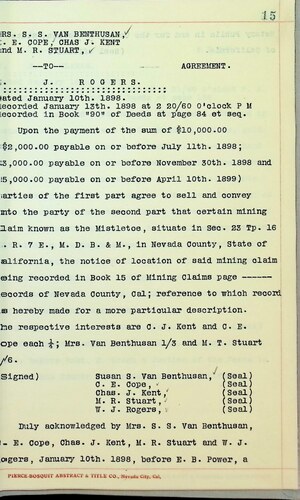 15
RS. S. S. VAN BENTHUSAN,
. E. COPE, CHAS J. KENT
nd M. R. STUART,
--TO-- AGREEMENT.
. J. ROGERS.
ated January 10th. 1898.
ecorded January 13th. 1898 at 2 20/60 O'clock P M
ecorded in Book "90" of Deeds at page 84 et seq.
Upon the payment of the sum of $10,000.00
$2,000.00 payable on or before July 11th. 1898;
3,000.00 payable on or before November 30th. 1898 and
5,000.00 payable on or before April 10th. 1899)
arties of the first part agree to sell and convey
nto the party of the second part that certain mining
laim known as the Mistletoe, situate in Sec. 23 Tp. 16
. R. 7 E., M. D. B. & M., in Nevada County, State of
alifornia, the notice of location of said mining claim
eing recorded in Book 15 of Mining Claims page ------
ecords of Nevada County, Cal; reference to which record
s hereby made for a more particular description.
he respective interests are C. J. Kent and C. E.
ope each ¼; Mrs. Van Benthusan 1/3 and M. T. Stuart
/6.
Signed) Susan S. Van Benthusan, (Seal)
C. E. Cope, (Seal)
Chas. J. Kent, (Seal)
M. R. Stuart, (Seal)
W. J. Rogers, (Seal)
Duly acknowledged by Mrs. S. S. Van Benthusan,
. E. Cope, Chas. J. Kent, M. R. Stuart and W. J.
ogers, January 10th. 1898, before E. B. Power, a
PIERCE-BOSQUIT ABSTRACT & TITLE CO., Nevada City, Cal.